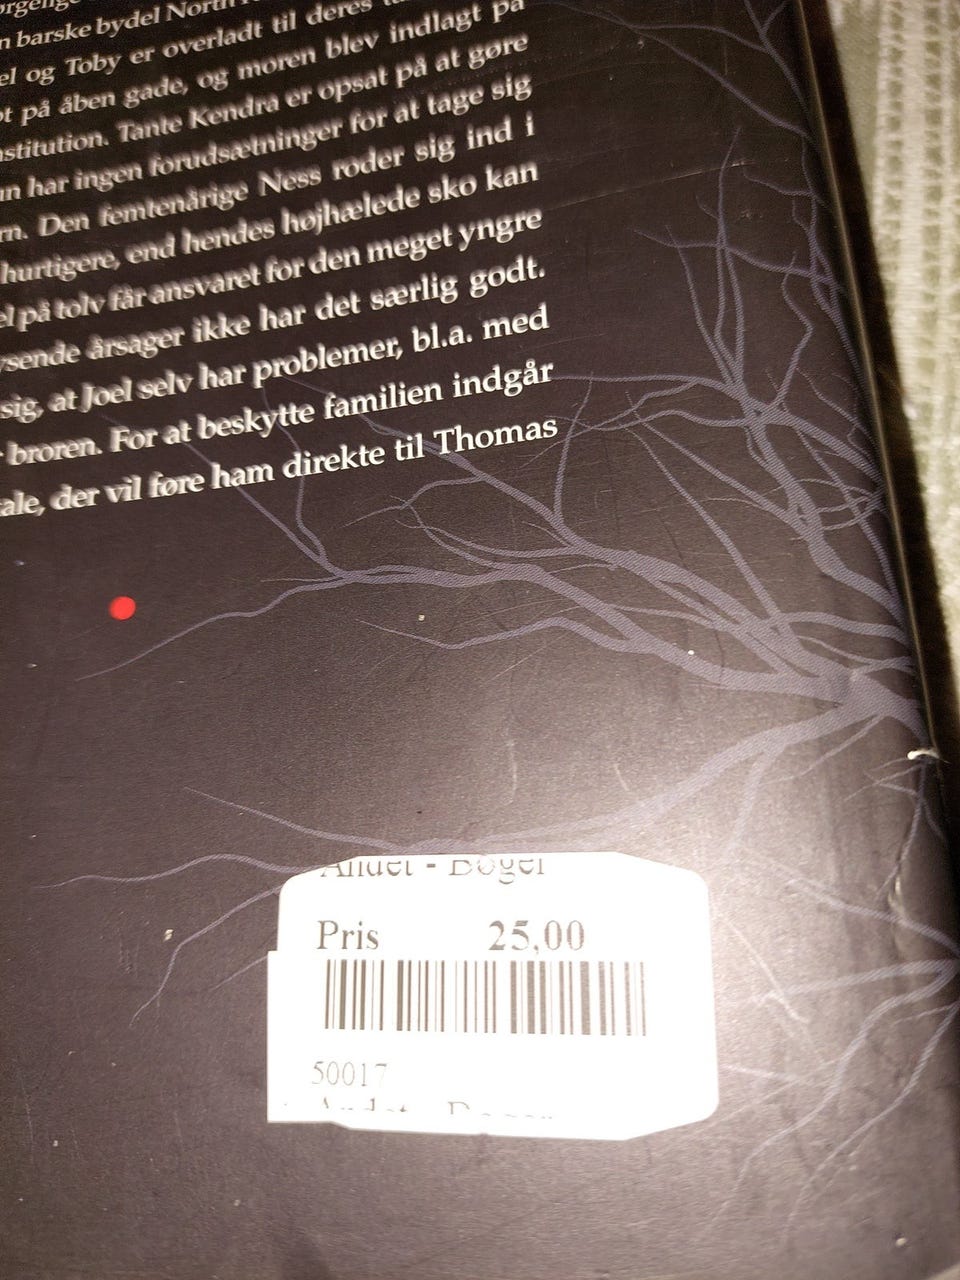 barske bydel North
og Toby er overladt til deres
på åben gade, og moren blev indlagt på
Tante Kendra er opsat på at gøre
har ingen forudsætninger for at tage sig
Den femtenårige Ness roder sig ind i
hurtigere, end hendes højhælede sko kan
på tolv får ansvaret for den meget yngre
årsager ikke har det særlig godt.
sig, at Joel selv har problemer, bl.a. med
broren. For at beskytte familien indgår
der vil føre ham direkte til Thomas
Andet - Bøger
Pris 25,00
50017
Andet - Bøger